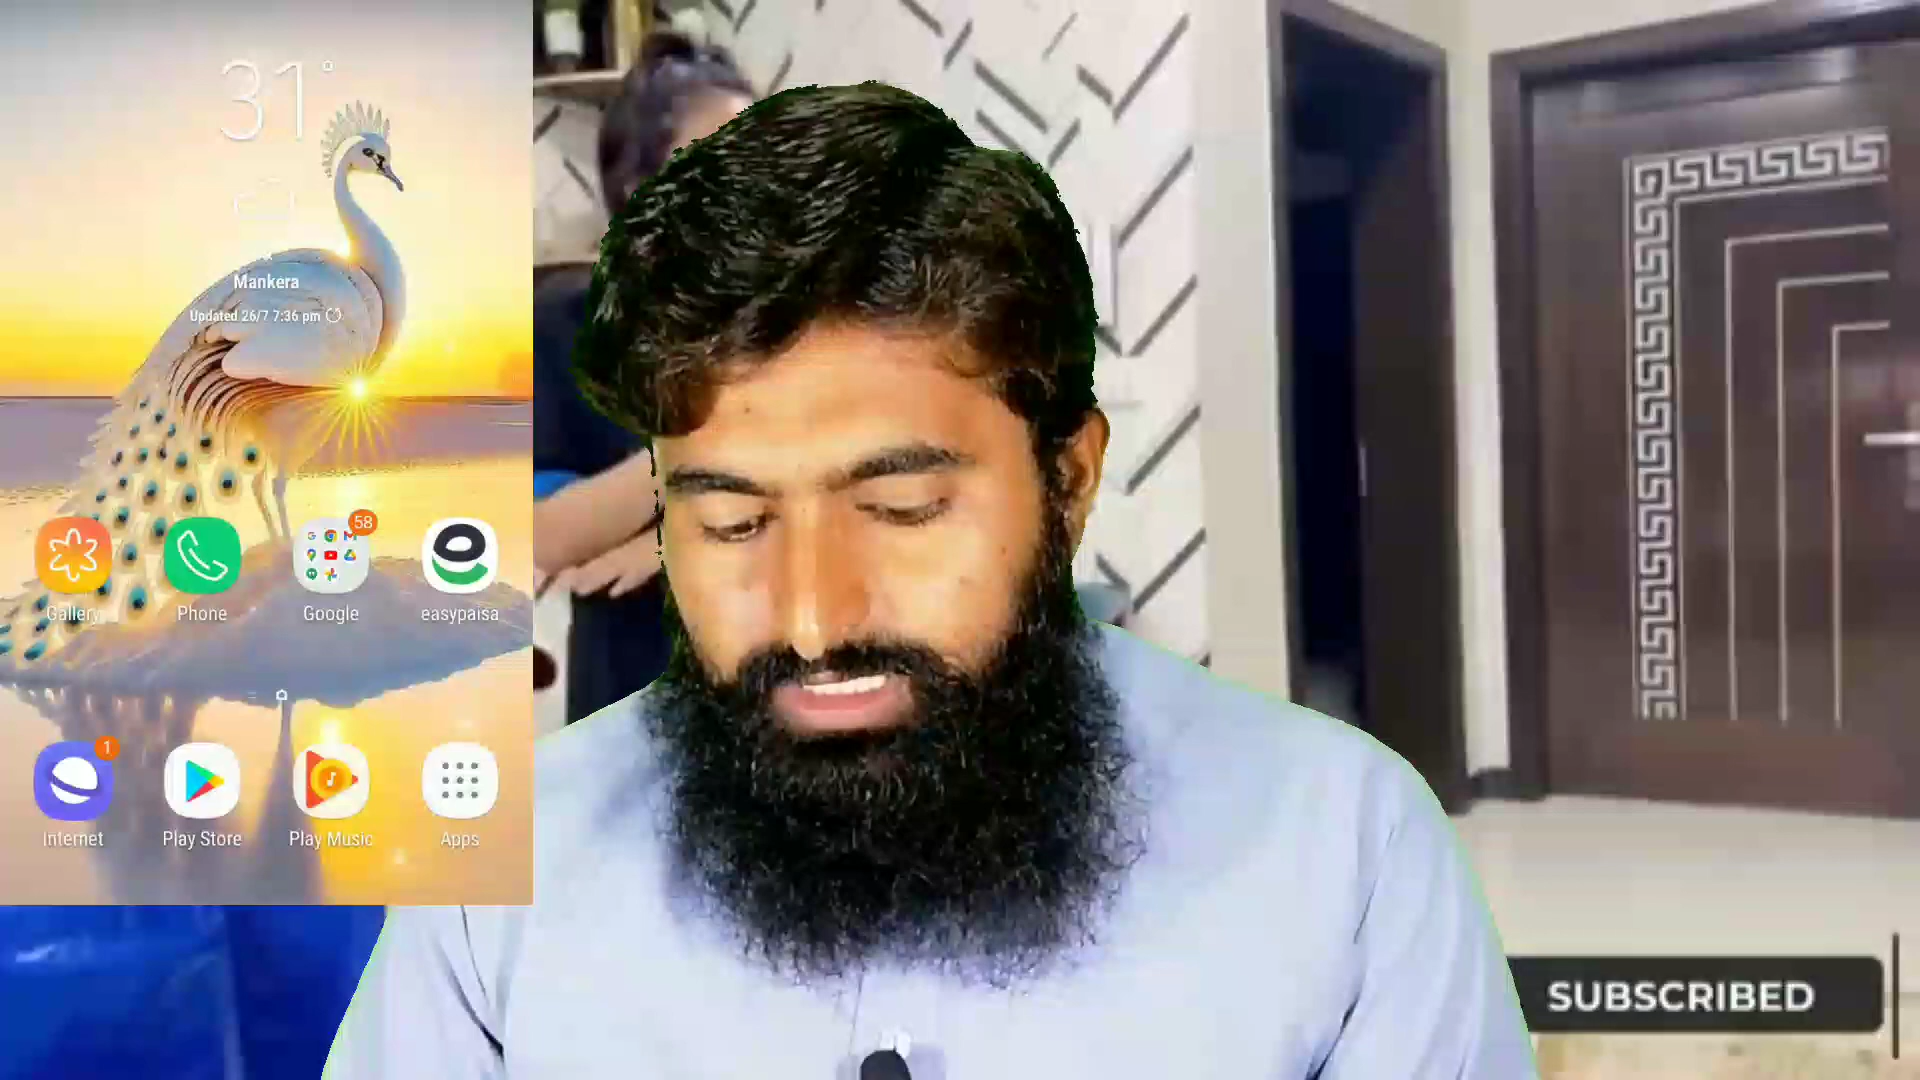 31°
Mankera
Updated 26/7 7:36 pm
58
Gallery
Phone
Google
easypaisa
1
Internet
Play Store
Play Music
Apps
SUBSCRIBED